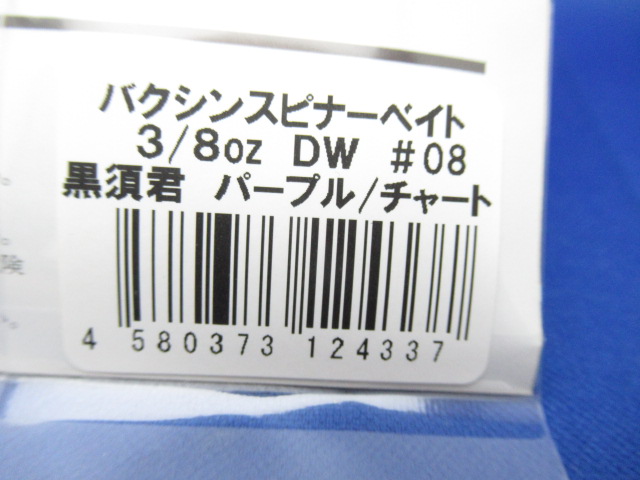 バクシンスピナーベイト
3/8oz DW #08
黒須君 パープル/チャート
4 580373 124337
険